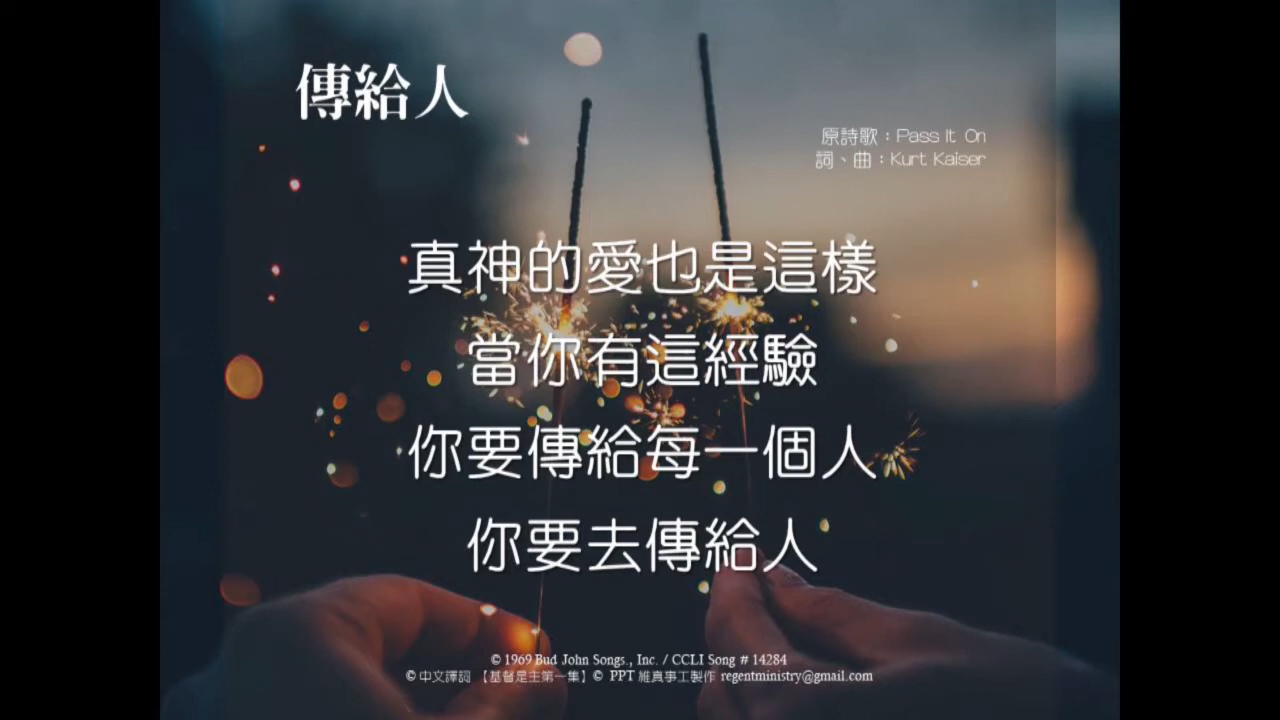 傳給人
原詩歌：Pass It On
詞、曲：Kurt Kaiser
真神的愛也是這樣
當你有這經驗
你要傳給每一個人
你要去傳給人
© 1969 Bud John Songs., Inc. / CCLI Song # 14284
© 中文譯詞 【基督是主第一集】© PPT 維真事工製作 regentministry@gmail.com